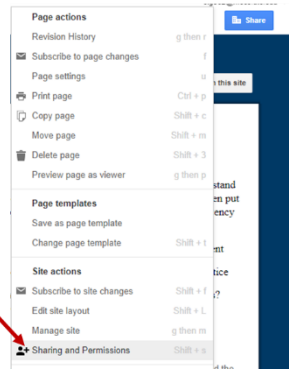 Page actions
Share
Revision History g then r
Subscribe to page changes f
Page settings u
this site
Print page Ctrl + p
Copy page Shift + c
Move page Shift + m
Delete page Shift + 3
Preview page as viewer g then p
stand
en put
Page templates
ency
Save as page template
Change page template Shift + t
ent
Site actions
tice
Subscribe to site changes Shift + f
s?
Edit site layout Shift + L
Manage site g then m
Sharing and Permissions Shift + s
d the